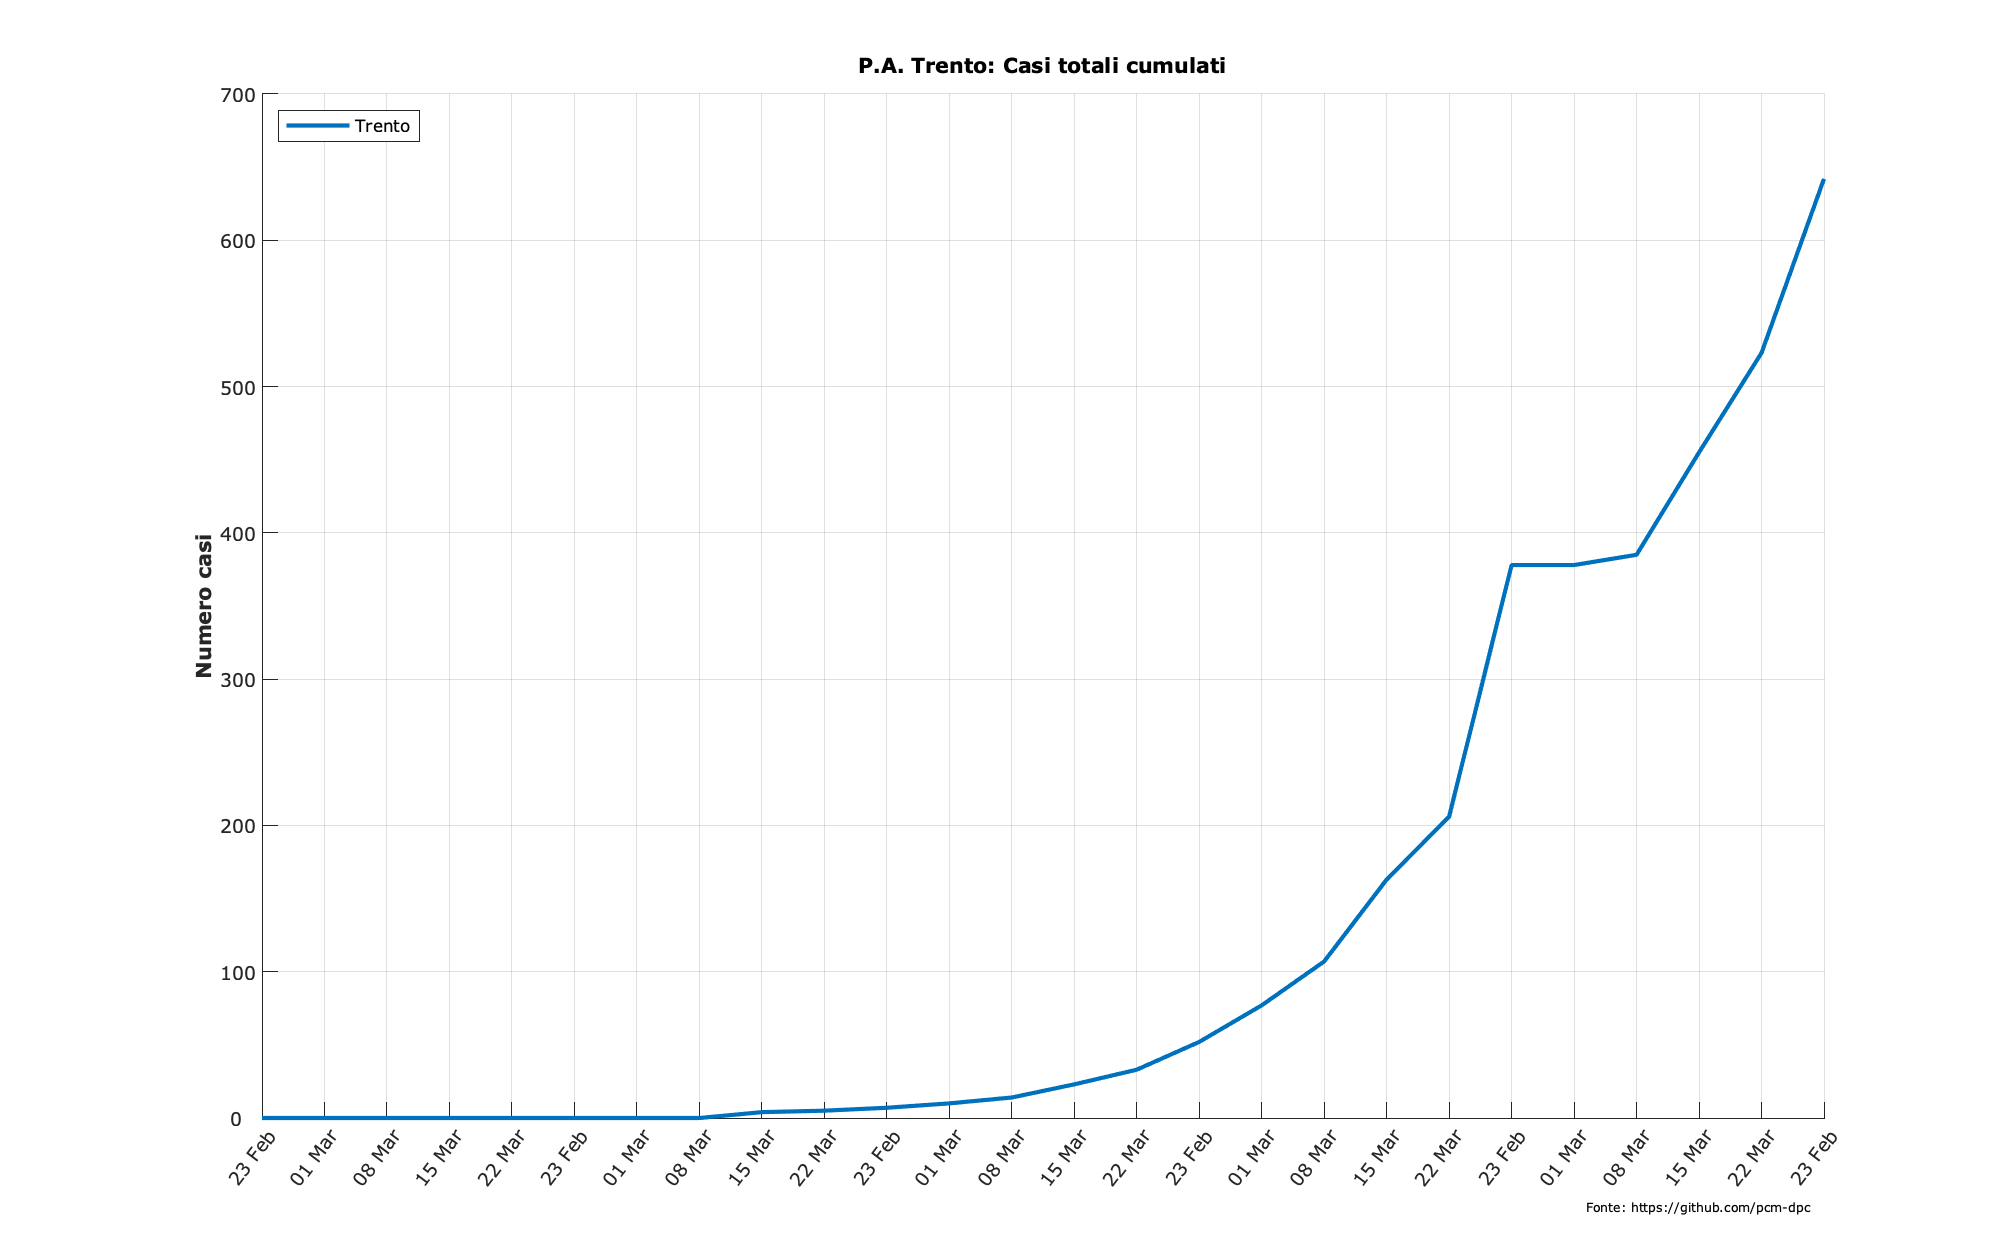 P.A. Trento: Casi totali cumulati
Trento
Numero casi
700
600
500
400
300
200
100
0
23 Feb
01 Mar
08 Mar
15 Mar
22 Mar
23 Feb
01 Mar
08 Mar
15 Mar
22 Mar
23 Feb
01 Mar
08 Mar
15 Mar
22 Mar
23 Feb
01 Mar
08 Mar
15 Mar
22 Mar
23 Feb
01 Mar
08 Mar
15 Mar
22 Mar
23 Feb
Fonte: https://github.com/pcm-dpc